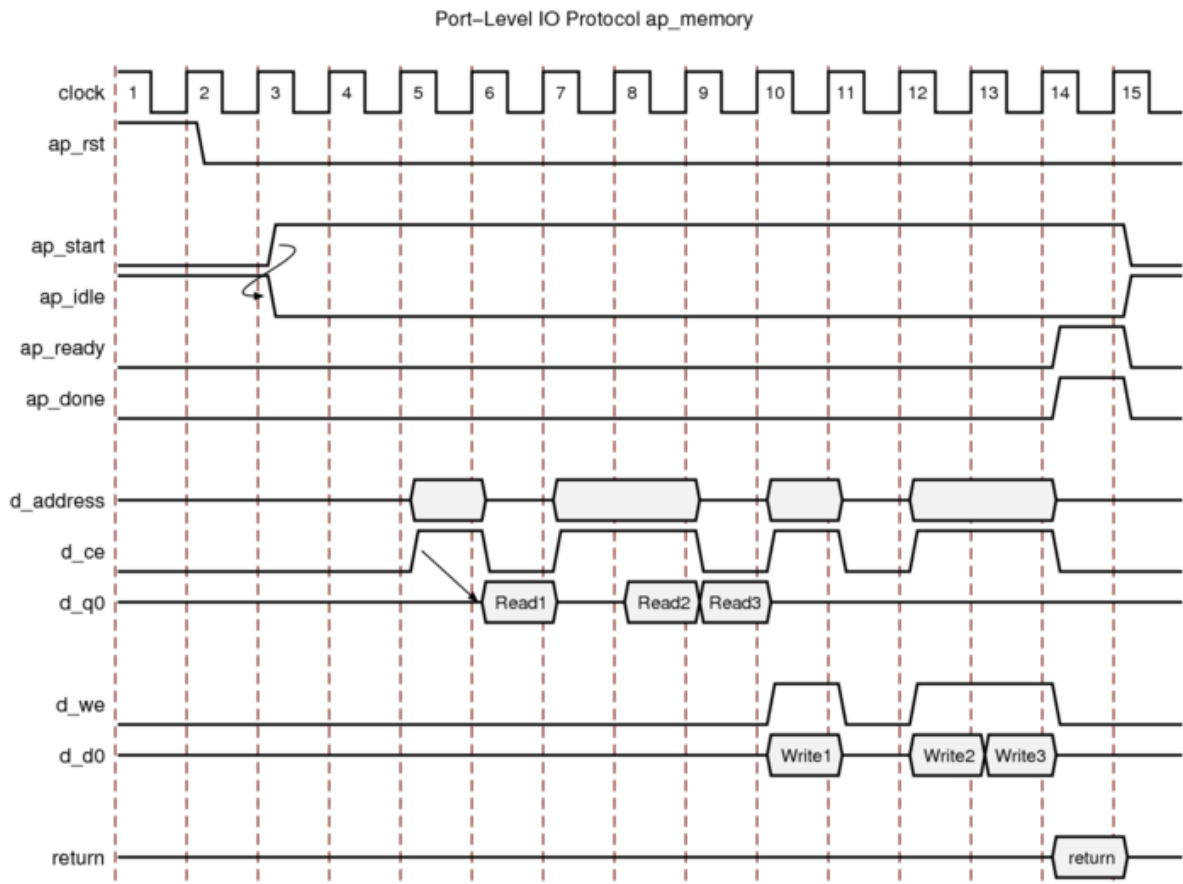 Port–Level IO Protocol ap_memory
clock 1 2 3 4 5 6 7 8 9 10 11 12 13 14 15
ap_rst
ap_start
ap_idle
ap_ready
ap_done
d_address
d_ce
d_q0 Read1 Read2 Read3
d_we
d_d0 Write1 Write2 Write3
return return